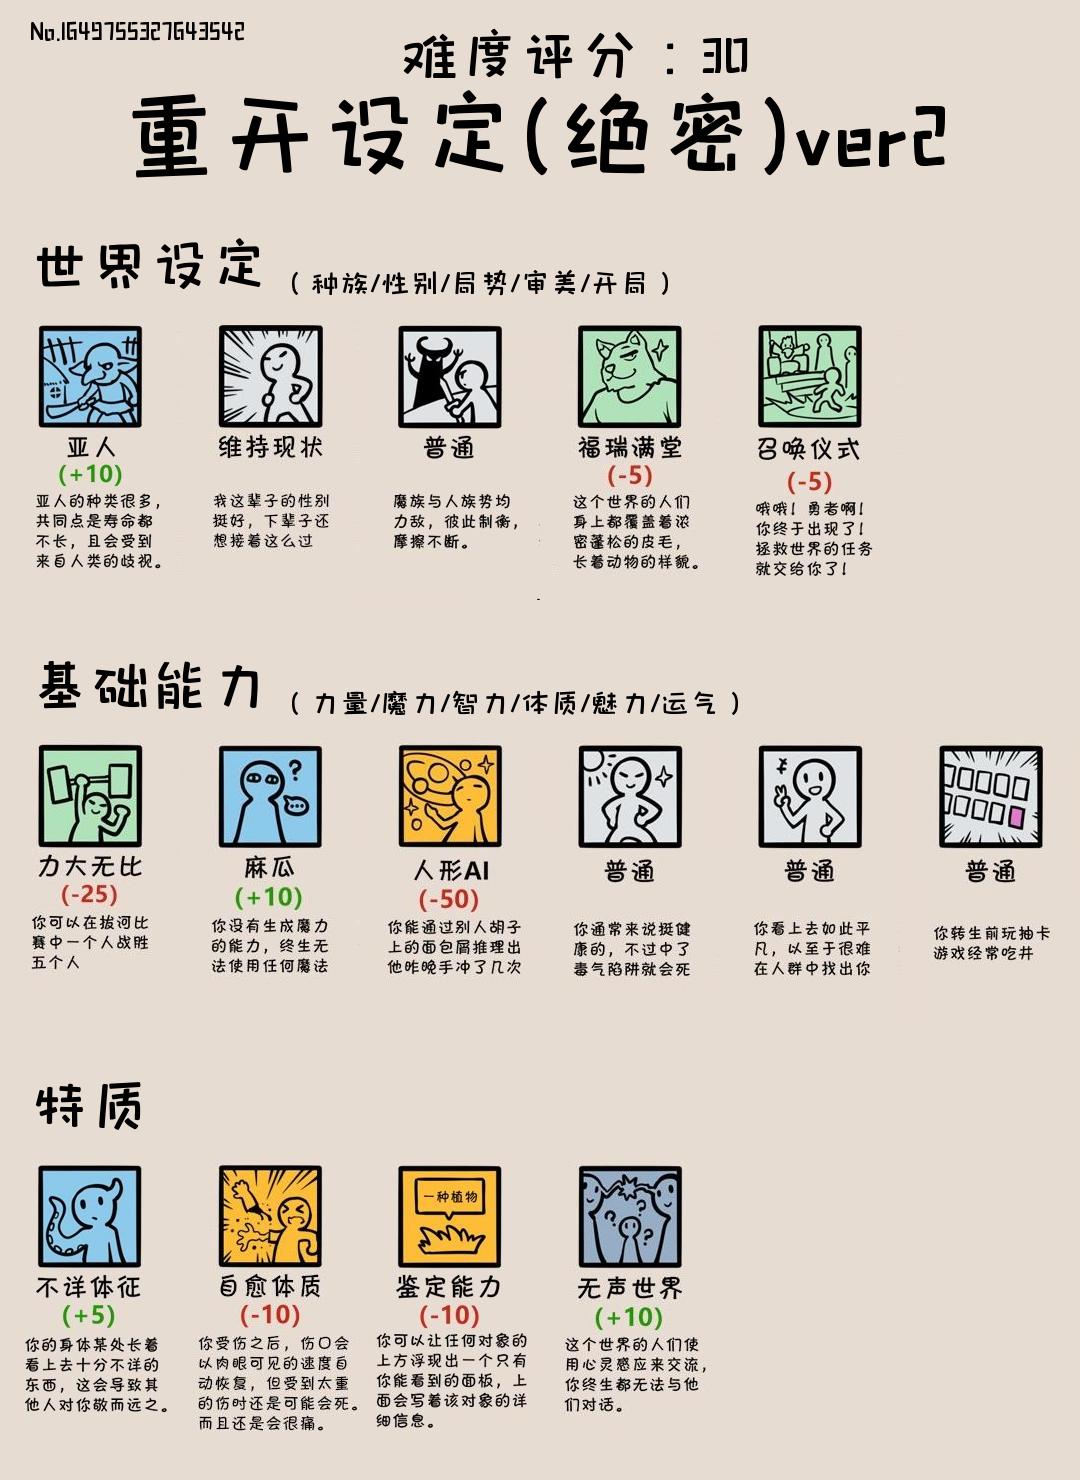 No.1649755327643542
难度评分：30
重开设定(绝密)ver2
世界设定 (种族/性别/局势/审美/开局)
亚人
(+10)
亚人的种类很多，
共同点是寿命都
不长，且会受到
来自人类的歧视。
维持现状
我这辈子的性别
挺好，下辈子还
想接着这么过
普通
魔族与人族势均
力敌，彼此制衡，
摩擦不断。
福瑞满堂
(-5)
这个世界的人们
身上都覆盖着浓
密蓬松的皮毛，
长着动物的样貌。
召唤仪式
(-5)
哦哦！勇者啊！
你终于出现了！
拯救世界的任务
就交给你了！
基础能力 (力量/魔力/智力/体质/魅力/运气)
力大无比
(-25)
你可以在拔河比
赛中一个人战胜
五个人
?
麻瓜
(+10)
你没有生成魔力
的能力，终生无
法使用任何魔法
人形AI
(-50)
你能通过别人胡子
上的面包屑推理出
他昨晚手冲了几次
普通
你通常来说挺健
康的，不过中了
毒气陷阱就会死
普通
你看上去如此平
凡，以至于很难
在人群中找出你
普通
你转生前玩抽卡
游戏经常吃井
特质
不详体征
(+5)
你的身体某处长着
看上去十分不详的
东西，这会导致其
他人对你敬而远之。
自愈体质
(-10)
你受伤之后，伤口会
以肉眼可见的速度自
动恢复，但受到太重
的伤时还是可能会死。
而且还是会很痛。
一种植物
鉴定能力
(-10)
你可以让任何对象的
上方浮现出一个只有
你能看到的面板，上
面会写着该对象的详
细信息。
? ? ?
无声世界
(+10)
这个世界的人们使
用心灵感应来交流，
你终生都无法与他
们对话。